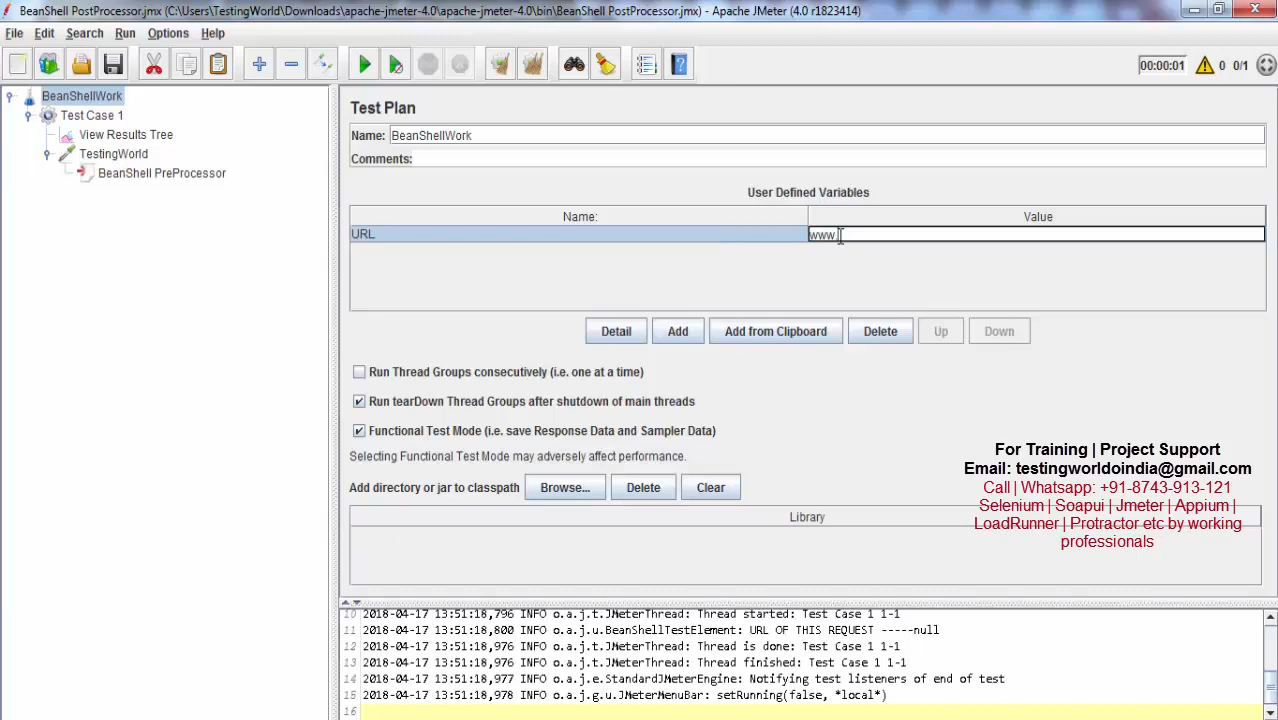 BeanShell PostProcessor.jmx (C:\Users\TestingWorld\Downloads\apache-jmeter-4.0\apache-jmeter-4.0\bin\BeanShell PostProcessor.jmx) - Apache JMeter (4.0 r1823414)
File Edit Search Run Options Help
00:00:01 0 0/1
BeanShellWork
Test Case 1
View Results Tree
TestingWorld
BeanShell PreProcessor
Test Plan
Name: BeanShellWork
Comments:
User Defined Variables
Name: Value
URL www.
Detail Add Add from Clipboard Delete Up Down
Run Thread Groups consecutively (i.e. one at a time)
Run tearDown Thread Groups after shutdown of main threads
Functional Test Mode (i.e. save Response Data and Sampler Data)
Selecting Functional Test Mode may adversely affect performance.
Add directory or jar to classpath Browse... Delete Clear
Library
For Training | Project Support
Email: testingworldoindia@gmail.com
Call | Whatsapp: +91-8743-913-121
Selenium | Soapui | Jmeter | Appium |
LoadRunner | Protractor etc by working
professionals
10 2018-04-17 13:51:18,796 INFO o.a.j.t.JMeterThread: Thread started: Test Case 1 1-1
11 2018-04-17 13:51:18,800 INFO o.a.j.u.BeanShellTestElement: URL OF THIS REQUEST -----null
12 2018-04-17 13:51:18,976 INFO o.a.j.t.JMeterThread: Thread is done: Test Case 1 1-1
13 2018-04-17 13:51:18,976 INFO o.a.j.t.JMeterThread: Thread finished: Test Case 1 1-1
14 2018-04-17 13:51:18,977 INFO o.a.j.e.StandardJMeterEngine: Notifying test listeners of end of test
15 2018-04-17 13:51:18,978 INFO o.a.j.g.u.JMeterMenuBar: setRunning(false, *local*)
16